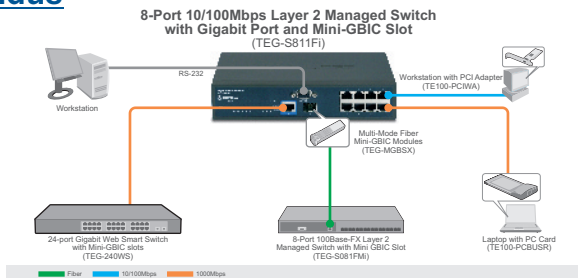 8-Port 10/100Mbps Layer 2 Managed Switch
with Gigabit Port and Mini-GBIC Slot
(TEG-S811Fi)
RS-232
Workstation
Workstation with PCI Adapter
(TE100-PCIWA)
Multi-Mode Fiber
Mini-GBIC Modules
(TEG-MGBSX)
24-port Gigabit Web Smart Switch
with Mini-GBIC slots
(TEG-240WS)
8-Port 100Base-FX Layer 2
Managed Switch with Mini GBIC Slot
(TEG-S081FMi)
Laptop with PC Card
(TE100-PCBUSR)
Fiber
10/100Mbps
1000Mbps